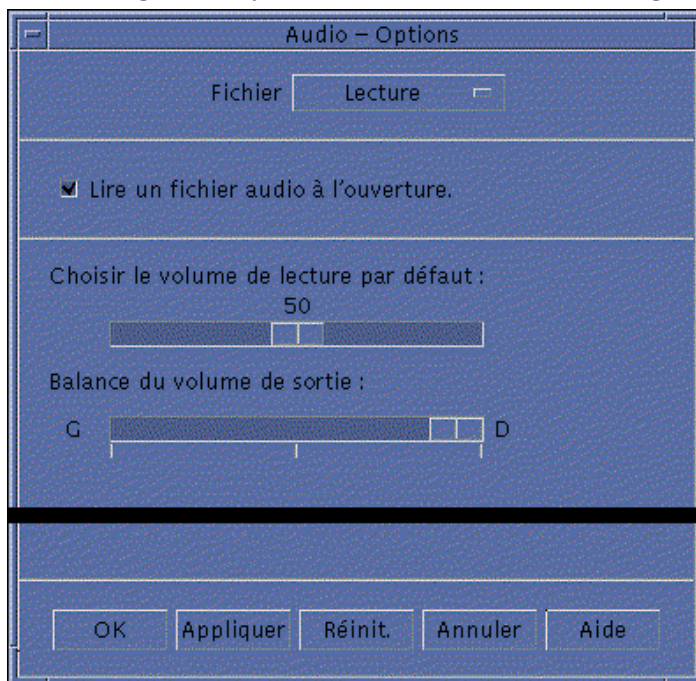 Audio – Options
Fichier Lecture
Lire un fichier audio à l'ouverture.
Choisir le volume de lecture par défaut :
50
Balance du volume de sortie :
G D
OK Appliquer Réinit. Annuler Aide